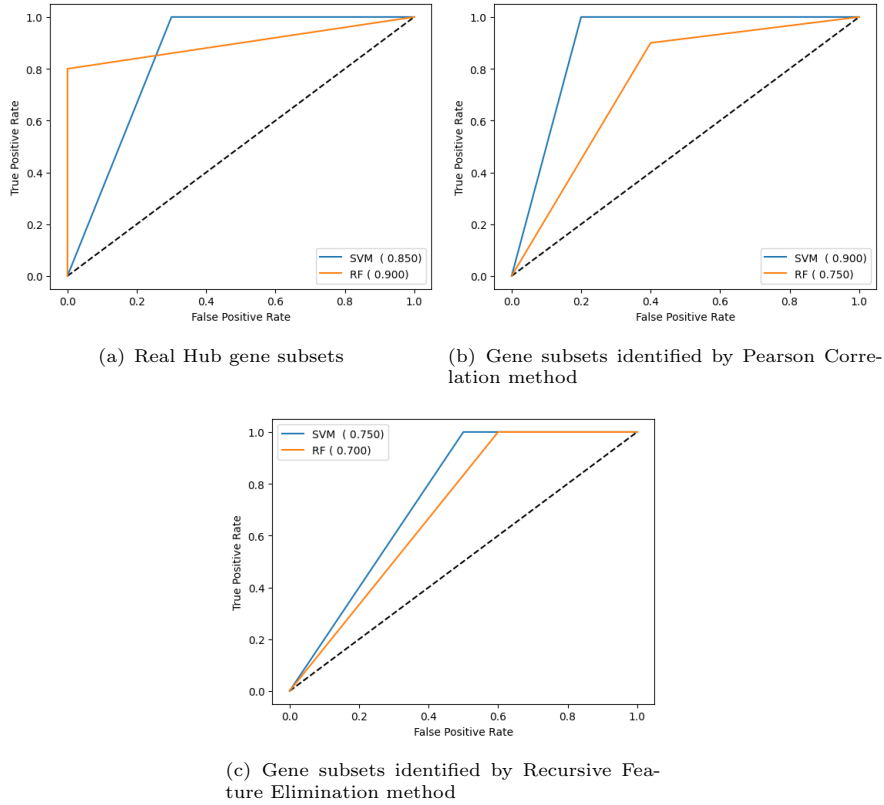 1.0
0.8
0.6
0.4
0.2
0.0
True Positive Rate
0.0 0.2 0.4 0.6 0.8 1.0
False Positive Rate
SVM ( 0.850)
RF ( 0.900)
(a) Real Hub gene subsets
1.0
0.8
0.6
0.4
0.2
0.0
True Positive Rate
0.0 0.2 0.4 0.6 0.8 1.0
False Positive Rate
SVM ( 0.900)
RF ( 0.750)
(b) Gene subsets identified by Pearson Corre-
lation method
1.0
0.8
0.6
0.4
0.2
0.0
True Positive Rate
0.0 0.2 0.4 0.6 0.8 1.0
False Positive Rate
SVM ( 0.750)
RF ( 0.700)
(c) Gene subsets identified by Recursive Fea-
ture Elimination method